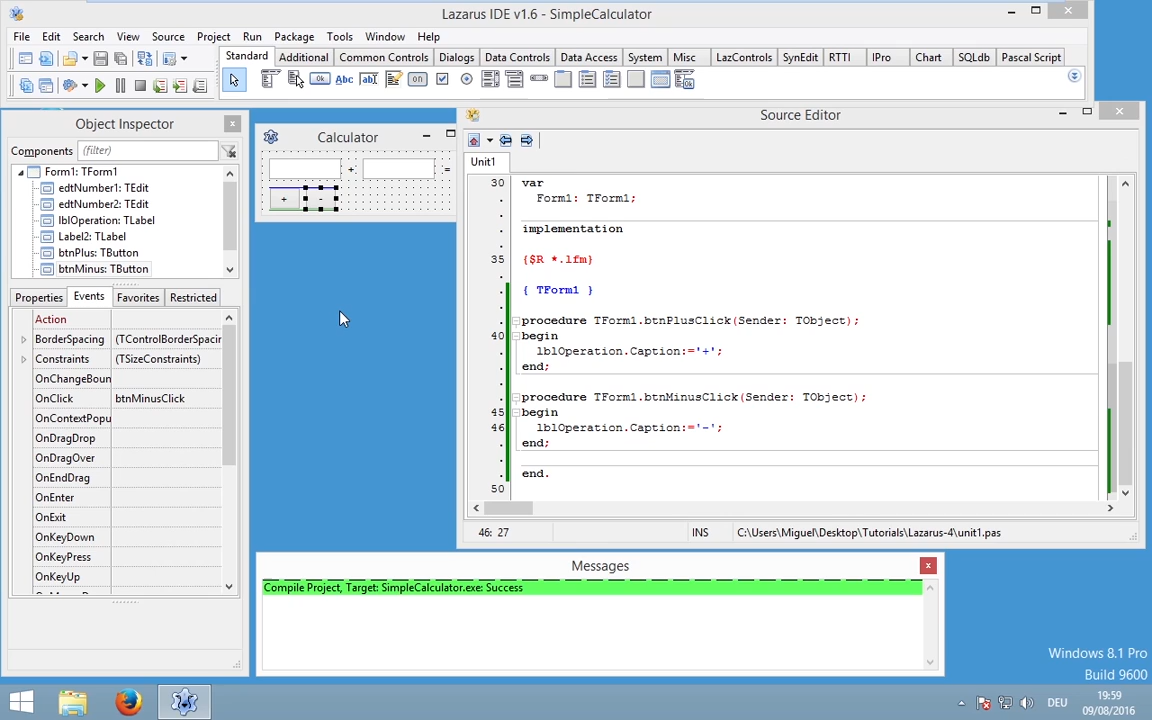 Lazarus IDE v1.6 - SimpleCalculator
File Edit Search View Source Project Run Package Tools Window Help
Standard Additional Common Controls Dialogs Data Controls Data Access System Misc LazControls SynEdit RTTI IPro Chart SQLdb Pascal Script
Ok Abc abI on
Object Inspector
Components (filter)
Form1: TForm1
edtNumber1: TEdit
edtNumber2: TEdit
lblOperation: TLabel
Label2: TLabel
btnPlus: TButton
btnMinus: TButton
Properties Events Favorites Restricted
Action
BorderSpacing (TControlBorderSpacin
Constraints (TSizeConstraints)
OnChangeBoun
OnClick btnMinusClick
OnContextPopu
OnDragDrop
OnDragOver
OnEndDrag
OnEnter
OnExit
OnKeyDown
OnKeyPress
OnKeyUp
Calculator
+ =
+ -
Source Editor
Unit1
30 var
. Form1: TForm1;
.
. implementation
.
35 {$R *.lfm}
.
. { TForm1 }
.
. procedure TForm1.btnPlusClick(Sender: TObject);
40 begin
. lblOperation.Caption:='+';
. end;
.
. procedure TForm1.btnMinusClick(Sender: TObject);
45 begin
46 lblOperation.Caption:='-';
. end;
.
. end.
50
46: 27 INS C:\Users\Miguel\Desktop\Tutorials\Lazarus-4\unit1.pas
Messages
Compile Project, Target: SimpleCalculator.exe: Success
Windows 8.1 Pro
Build 9600
DEU
19:59
09/08/2016